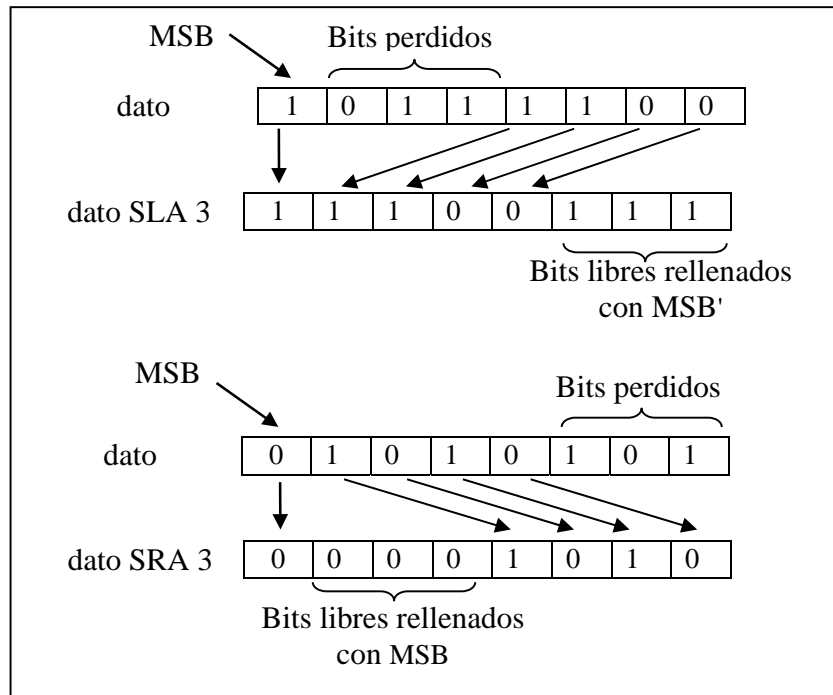 MSB
Bits perdidos
dato 1 0 1 1 1 1 0 0
dato SLA 3 1 1 1 0 0 1 1 1
Bits libres rellenados
con MSB'
MSB
Bits perdidos
dato 0 1 0 1 0 1 0 1
dato SRA 3 0 0 0 0 1 0 1 0
Bits libres rellenados
con MSB